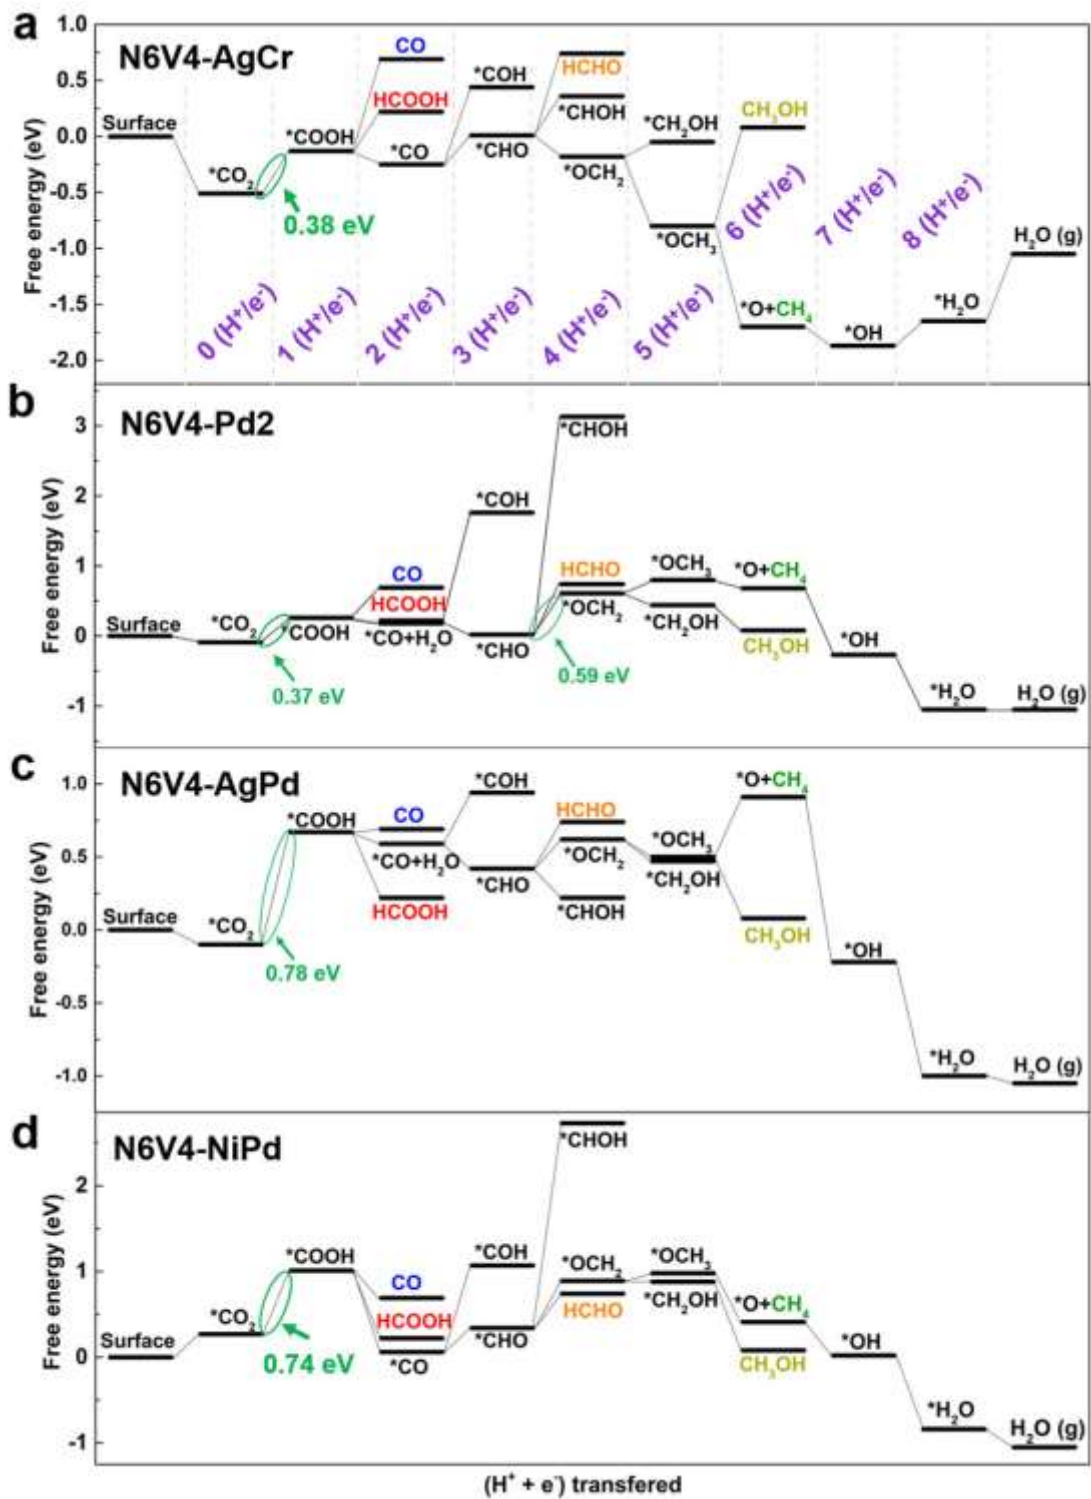 a
N6V4-AgCr
Free energy (eV)
1.0
0.5
0.0
-0.5
-1.0
-1.5
-2.0
Surface
*CO₂
0.38 eV
*COOH
CO
HCOOH
*CO
*COH
*CHO
HCHO
*CHOH
*OCH₂
*CH₂OH
*OCH₃
CH₃OH
*O+CH₄
*OH
*H₂O
H₂O (g)
0 (H⁺/e⁻)
1 (H⁺/e⁻)
2 (H⁺/e⁻)
3 (H⁺/e⁻)
4 (H⁺/e⁻)
5 (H⁺/e⁻)
6 (H⁺/e⁻)
7 (H⁺/e⁻)
8 (H⁺/e⁻)
b
N6V4-Pd2
Free energy (eV)
3
2
1
0
-1
Surface
*CO₂
0.37 eV
*COOH
CO
HCOOH
*CO+H₂O
*COH
*CHO
0.59 eV
*CHOH
HCHO
*OCH₂
*OCH₃
*CH₂OH
*O+CH₄
CH₃OH
*OH
*H₂O
H₂O (g)
c
N6V4-AgPd
Free energy (eV)
1.0
0.5
0.0
-0.5
-1.0
Surface
*CO₂
0.78 eV
*COOH
CO
*CO+H₂O
HCOOH
*COH
*CHO
HCHO
*OCH₂
*CHOH
*OCH₃
*CH₂OH
*O+CH₄
CH₃OH
*OH
*H₂O
H₂O (g)
d
N6V4-NiPd
Free energy (eV)
2
1
0
-1
Surface
*CO₂
0.74 eV
*COOH
CO
HCOOH
*CO
*COH
*CHO
*CHOH
*OCH₂
HCHO
*OCH₃
*CH₂OH
*O+CH₄
CH₃OH
*OH
*H₂O
H₂O (g)
(H⁺ + e⁻) transfered